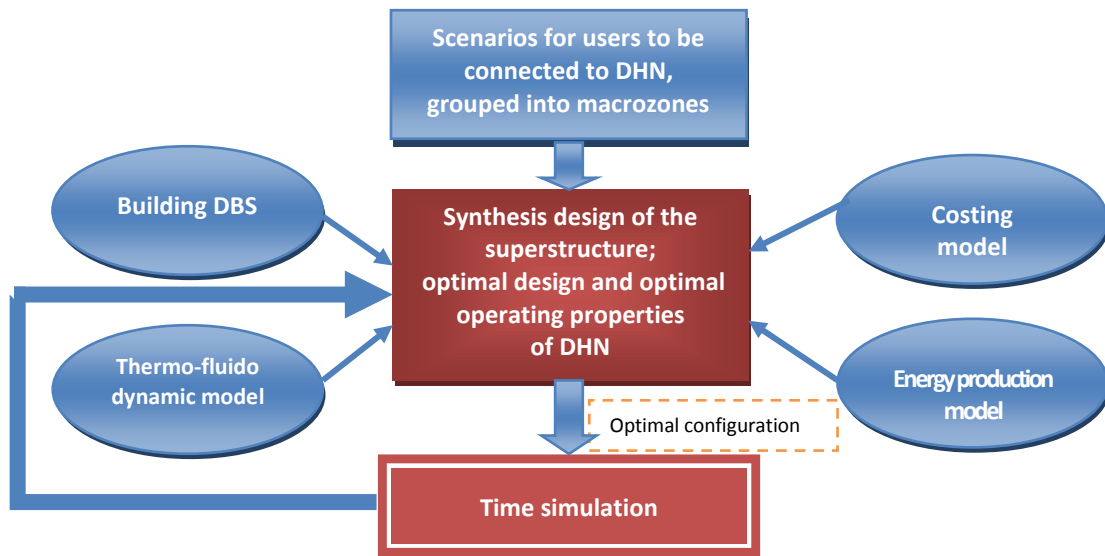 Scenarios for users to be
connected to DHN,
grouped into macrozones
Building DBS
Synthesis design of the
superstructure;
optimal design and optimal
operating properties
of DHN
Costing
model
Thermo-fluido
dynamic model
Energy production
model
Optimal configuration
Time simulation